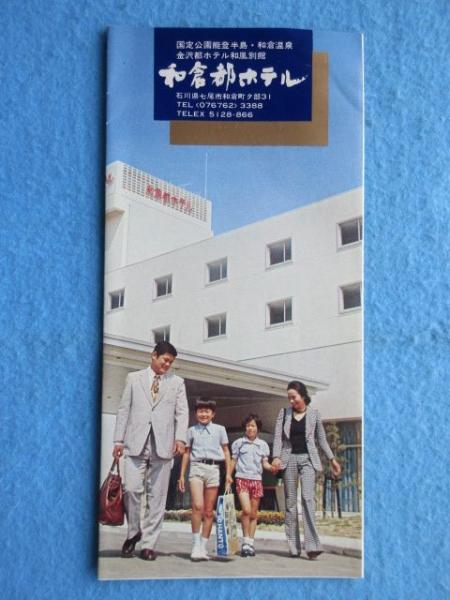 国定公園能登半島・和倉温泉
金沢都ホテル和風別館
和倉都ホテル
石川県七尾市和倉町夕部31
TEL (076762) 3388
TELEX 5128-866
和倉都ホテル